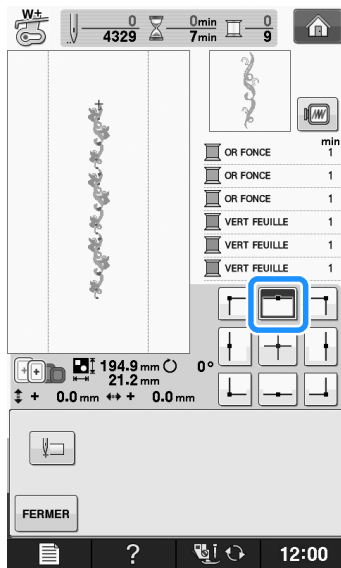 W+
0 0min 0
4329 7min 9
min
OR FONCE 1
OR FONCE 1
OR FONCE 1
VERT FEUILLE 1
VERT FEUILLE 1
VERT FEUILLE 1
194.9 mm 0°
21.2 mm
+ 0.0 mm + 0.0 mm
FERMER
? 12:00